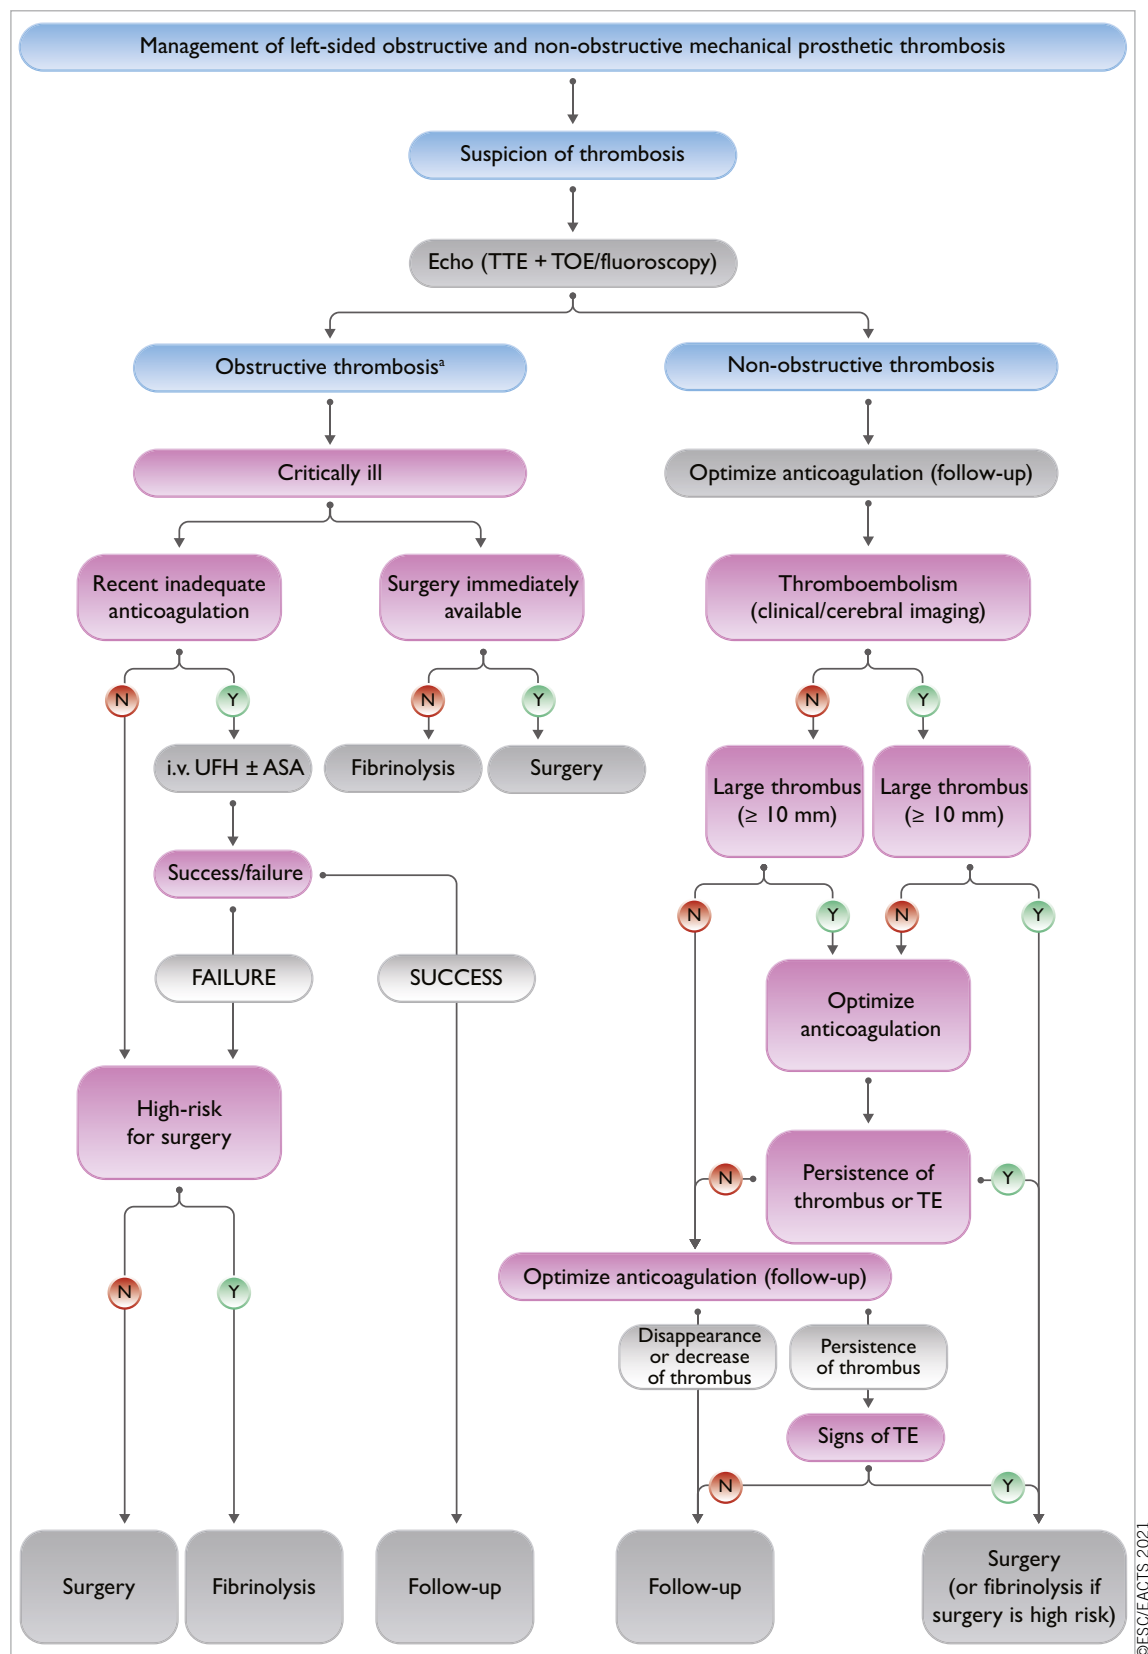 Management of left-sided obstructive and non-obstructive mechanical prosthetic thrombosis
Suspicion of thrombosis
Echo (TTE + TOE/fluoroscopy)
Obstructive thrombosisᵃ
Non-obstructive thrombosis
Critically ill
Optimize anticoagulation (follow-up)
Recent inadequate
anticoagulation
Surgery immediately
available
Thromboembolism
(clinical/cerebral imaging)
N
Y
N
Y
N
Y
i.v. UFH ± ASA
Fibrinolysis
Surgery
Large thrombus
(≥ 10 mm)
Large thrombus
(≥ 10 mm)
Success/failure
N
Y
N
Y
FAILURE
SUCCESS
Optimize
anticoagulation
High-risk
for surgery
N
Persistence of
thrombus or TE
Y
Optimize anticoagulation (follow-up)
N
Y
Disappearance
or decrease
of thrombus
Persistence
of thrombus
Signs of TE
N
Y
Surgery
Fibrinolysis
Follow-up
Follow-up
Surgery
(or fibrinolysis if
surgery is high risk)
©ESC/EACTS 2021